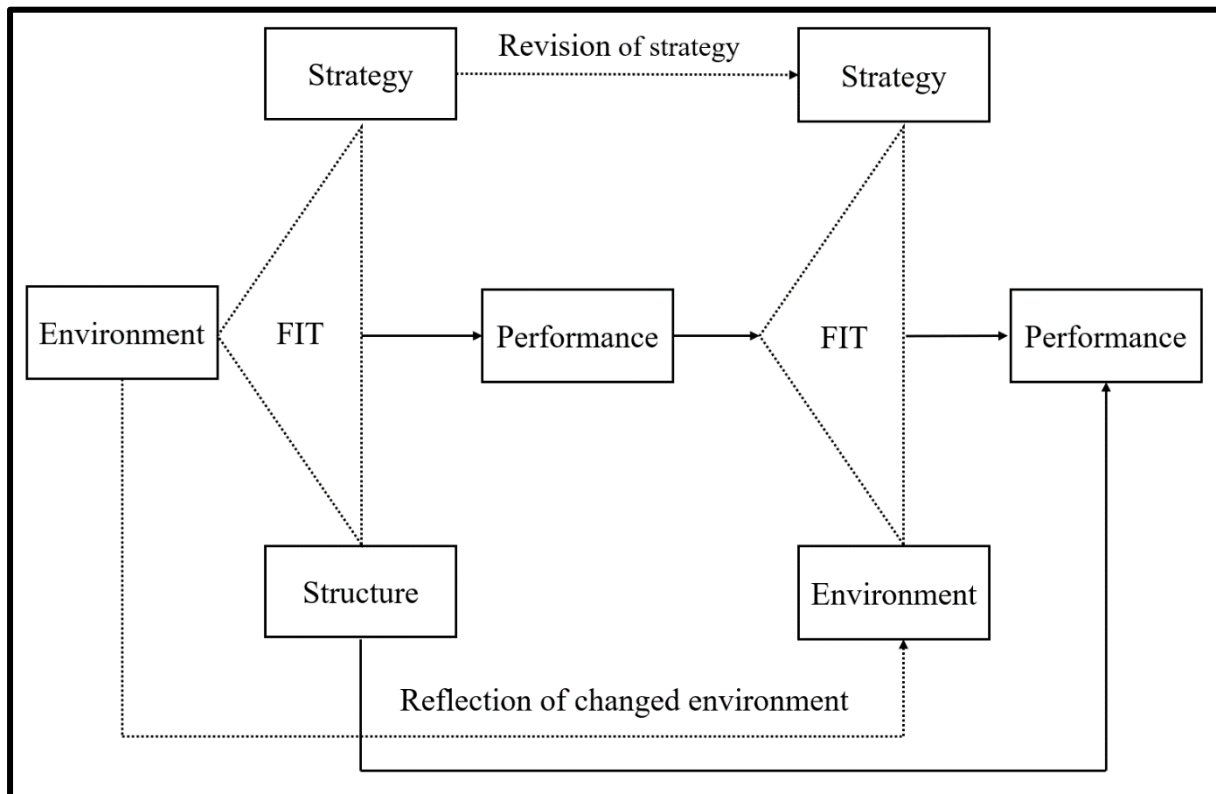 Strategy
Revision of strategy
Strategy
Environment
FIT
Performance
FIT
Performance
Structure
Environment
Reflection of changed environment